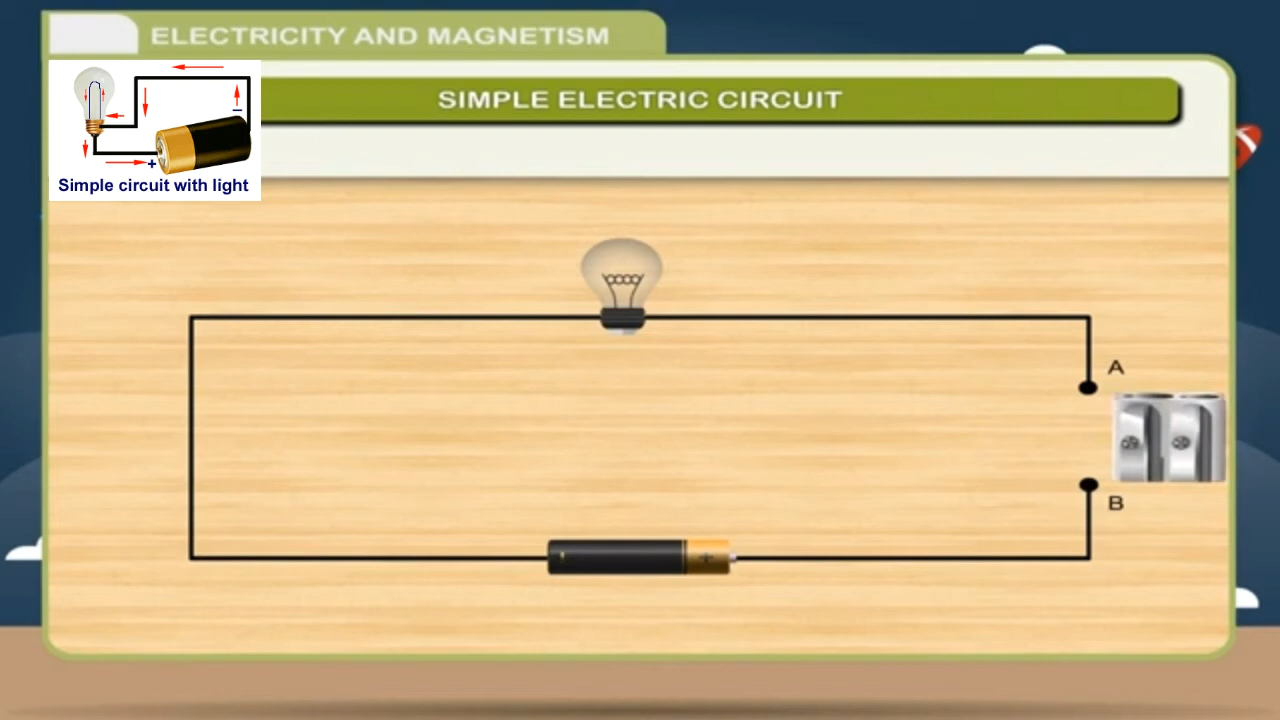 ELECTRICITY AND MAGNETISM
SIMPLE ELECTRIC CIRCUIT
−
+
Simple circuit with light
A
B
- +